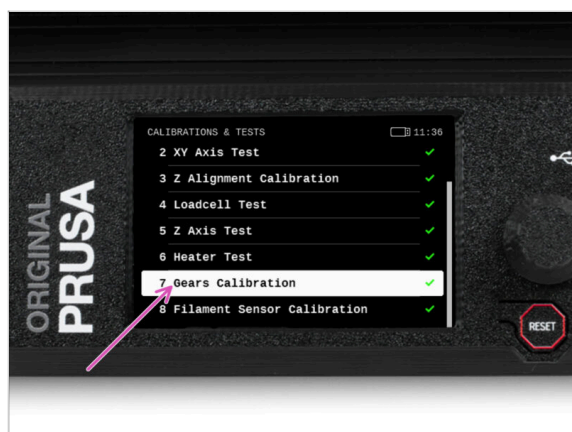 ORIGINAL
PRUSA
CALIBRATIONS & TESTS 11:36
2 XY Axis Test
3 Z Alignment Calibration
4 Loadcell Test
5 Z Axis Test
6 Heater Test
7 Gears Calibration
8 Filament Sensor Calibration
RESET